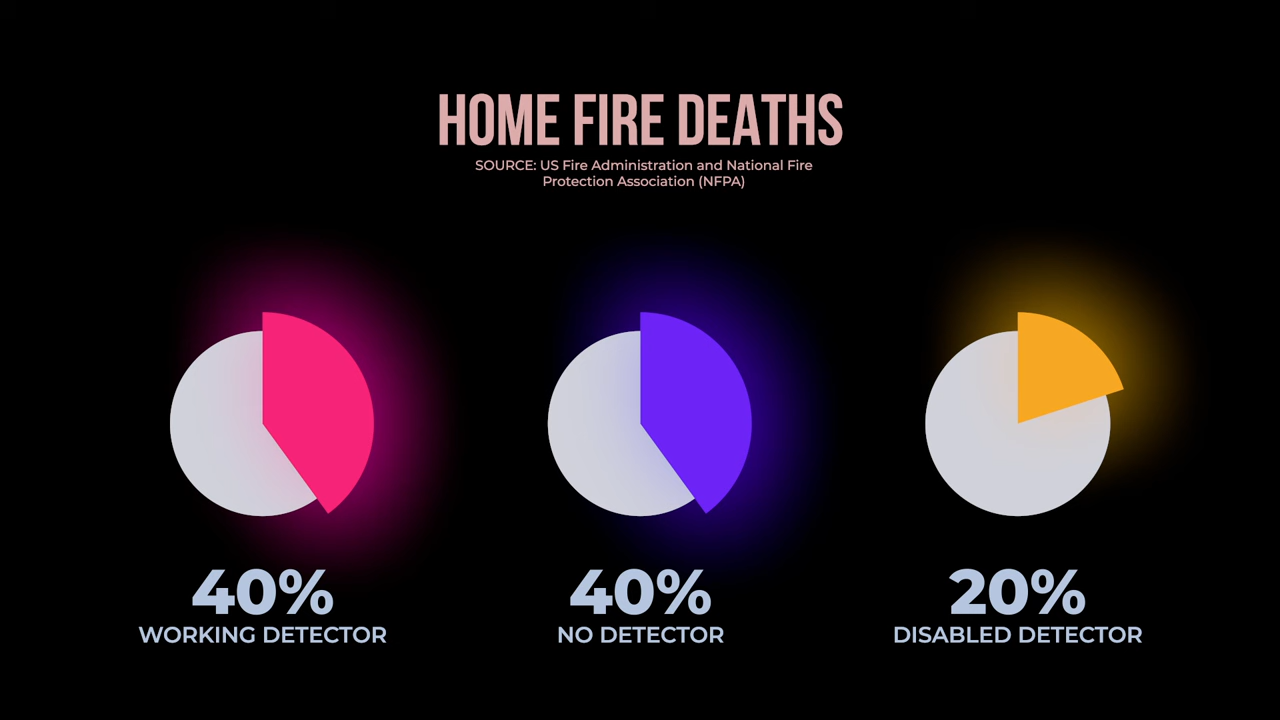 HOME FIRE DEATHS
SOURCE: US Fire Administration and National Fire
Protection Association (NFPA)
40%
WORKING DETECTOR
40%
NO DETECTOR
20%
DISABLED DETECTOR